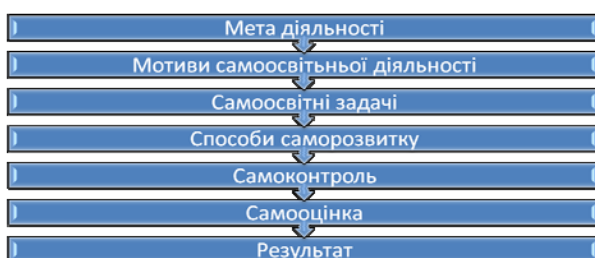 Мета діяльності
Мотиви самоосвітньої діяльності
Самоосвітні задачі
Способи саморозвитку
Самоконтроль
Самооцінка
Результат